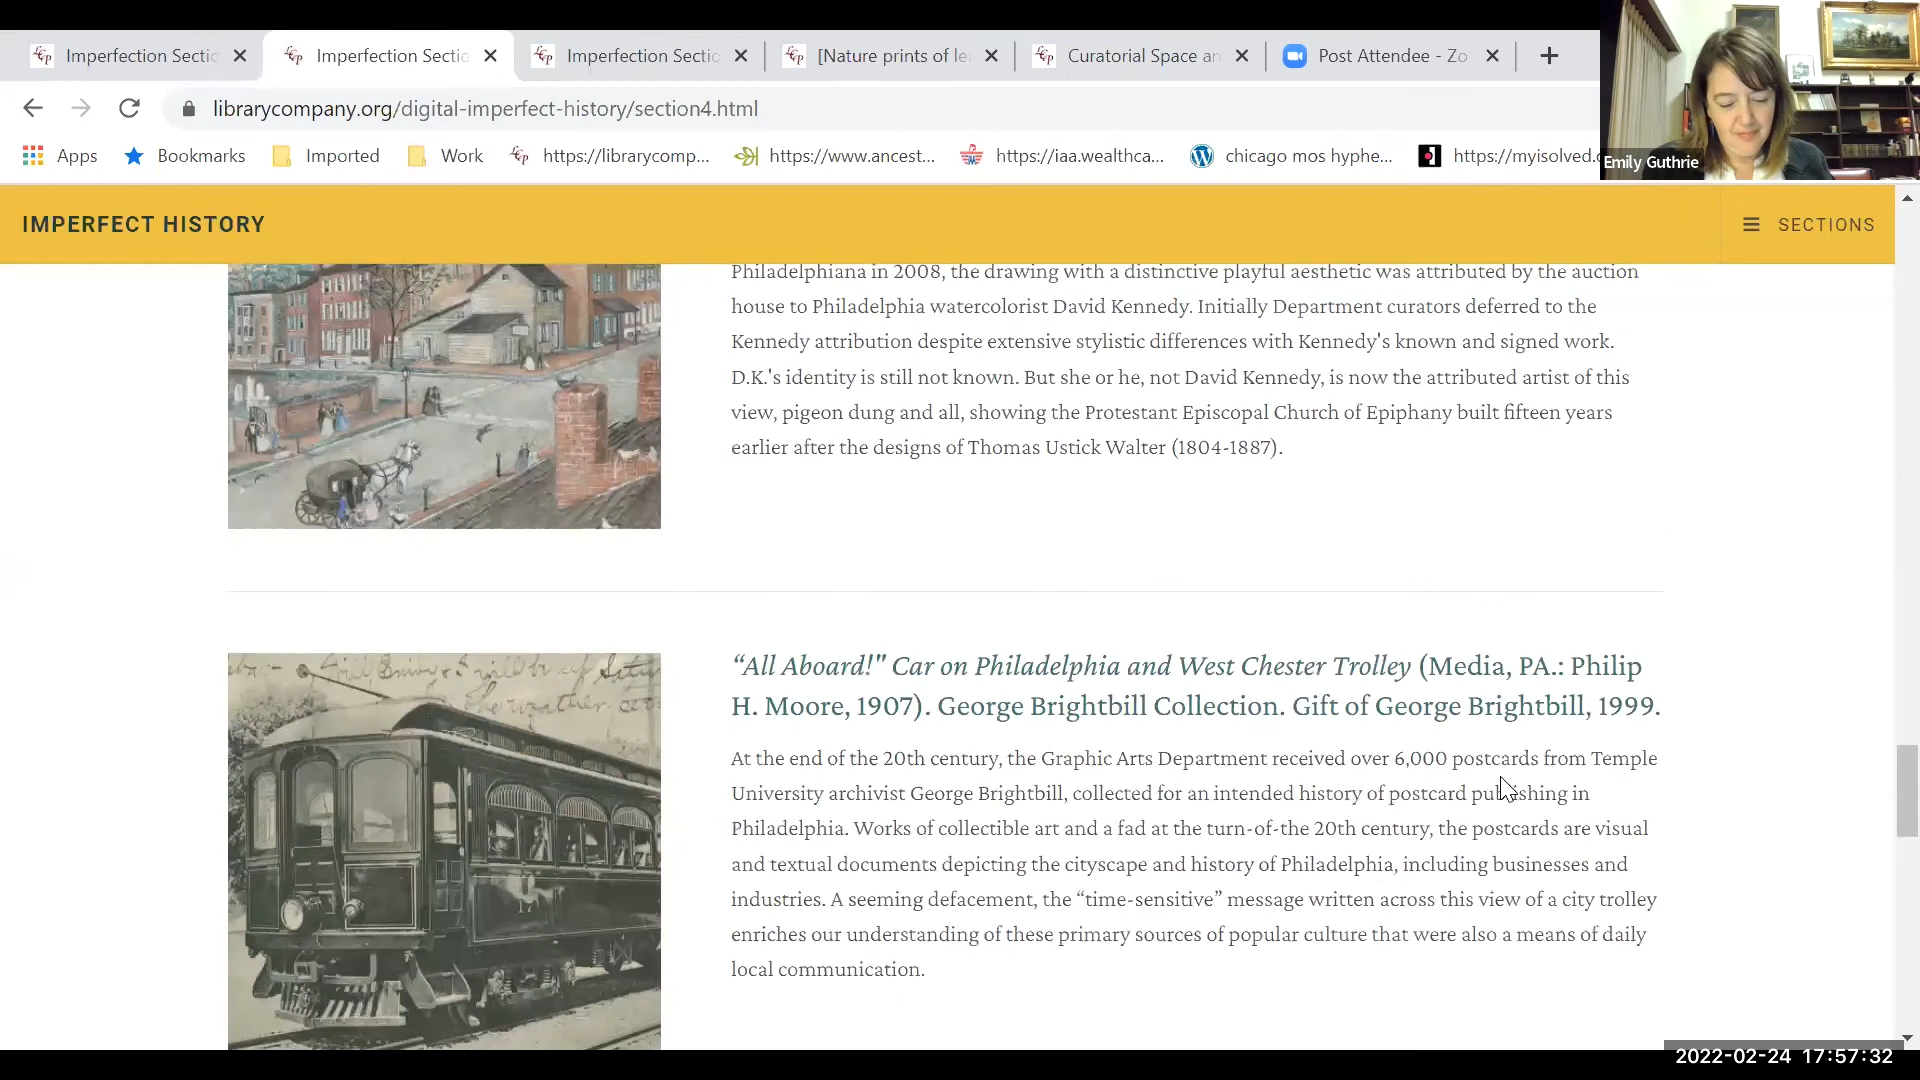 Imperfection Sectio
Imperfection Sectio
Imperfection Sectio
[Nature prints of le
Curatorial Space an
Post Attendee - Zo
librarycompany.org/digital-imperfect-history/section4.html
Apps
Bookmarks
Imported
Work
https://librarycomp...
https://www.ancest...
https://iaa.wealthca...
chicago mos hyphe...
https://myisolved.c
Emily Guthrie
IMPERFECT HISTORY
SECTIONS
Philadelphiana in 2008, the drawing with a distinctive playful aesthetic was attributed by the auction
house to Philadelphia watercolorist David Kennedy. Initially Department curators deferred to the
Kennedy attribution despite extensive stylistic differences with Kennedy's known and signed work.
D.K.'s identity is still not known. But she or he, not David Kennedy, is now the attributed artist of this
view, pigeon dung and all, showing the Protestant Episcopal Church of Epiphany built fifteen years
earlier after the designs of Thomas Ustick Walter (1804-1887).
will be up
the weather
“All Aboard!" Car on Philadelphia and West Chester Trolley (Media, PA.: Philip
H. Moore, 1907). George Brightbill Collection. Gift of George Brightbill, 1999.
At the end of the 20th century, the Graphic Arts Department received over 6,000 postcards from Temple
University archivist George Brightbill, collected for an intended history of postcard publishing in
Philadelphia. Works of collectible art and a fad at the turn-of-the 20th century, the postcards are visual
and textual documents depicting the cityscape and history of Philadelphia, including businesses and
industries. A seeming defacement, the “time-sensitive” message written across this view of a city trolley
enriches our understanding of these primary sources of popular culture that were also a means of daily
local communication.
2022-02-24 17:57:32